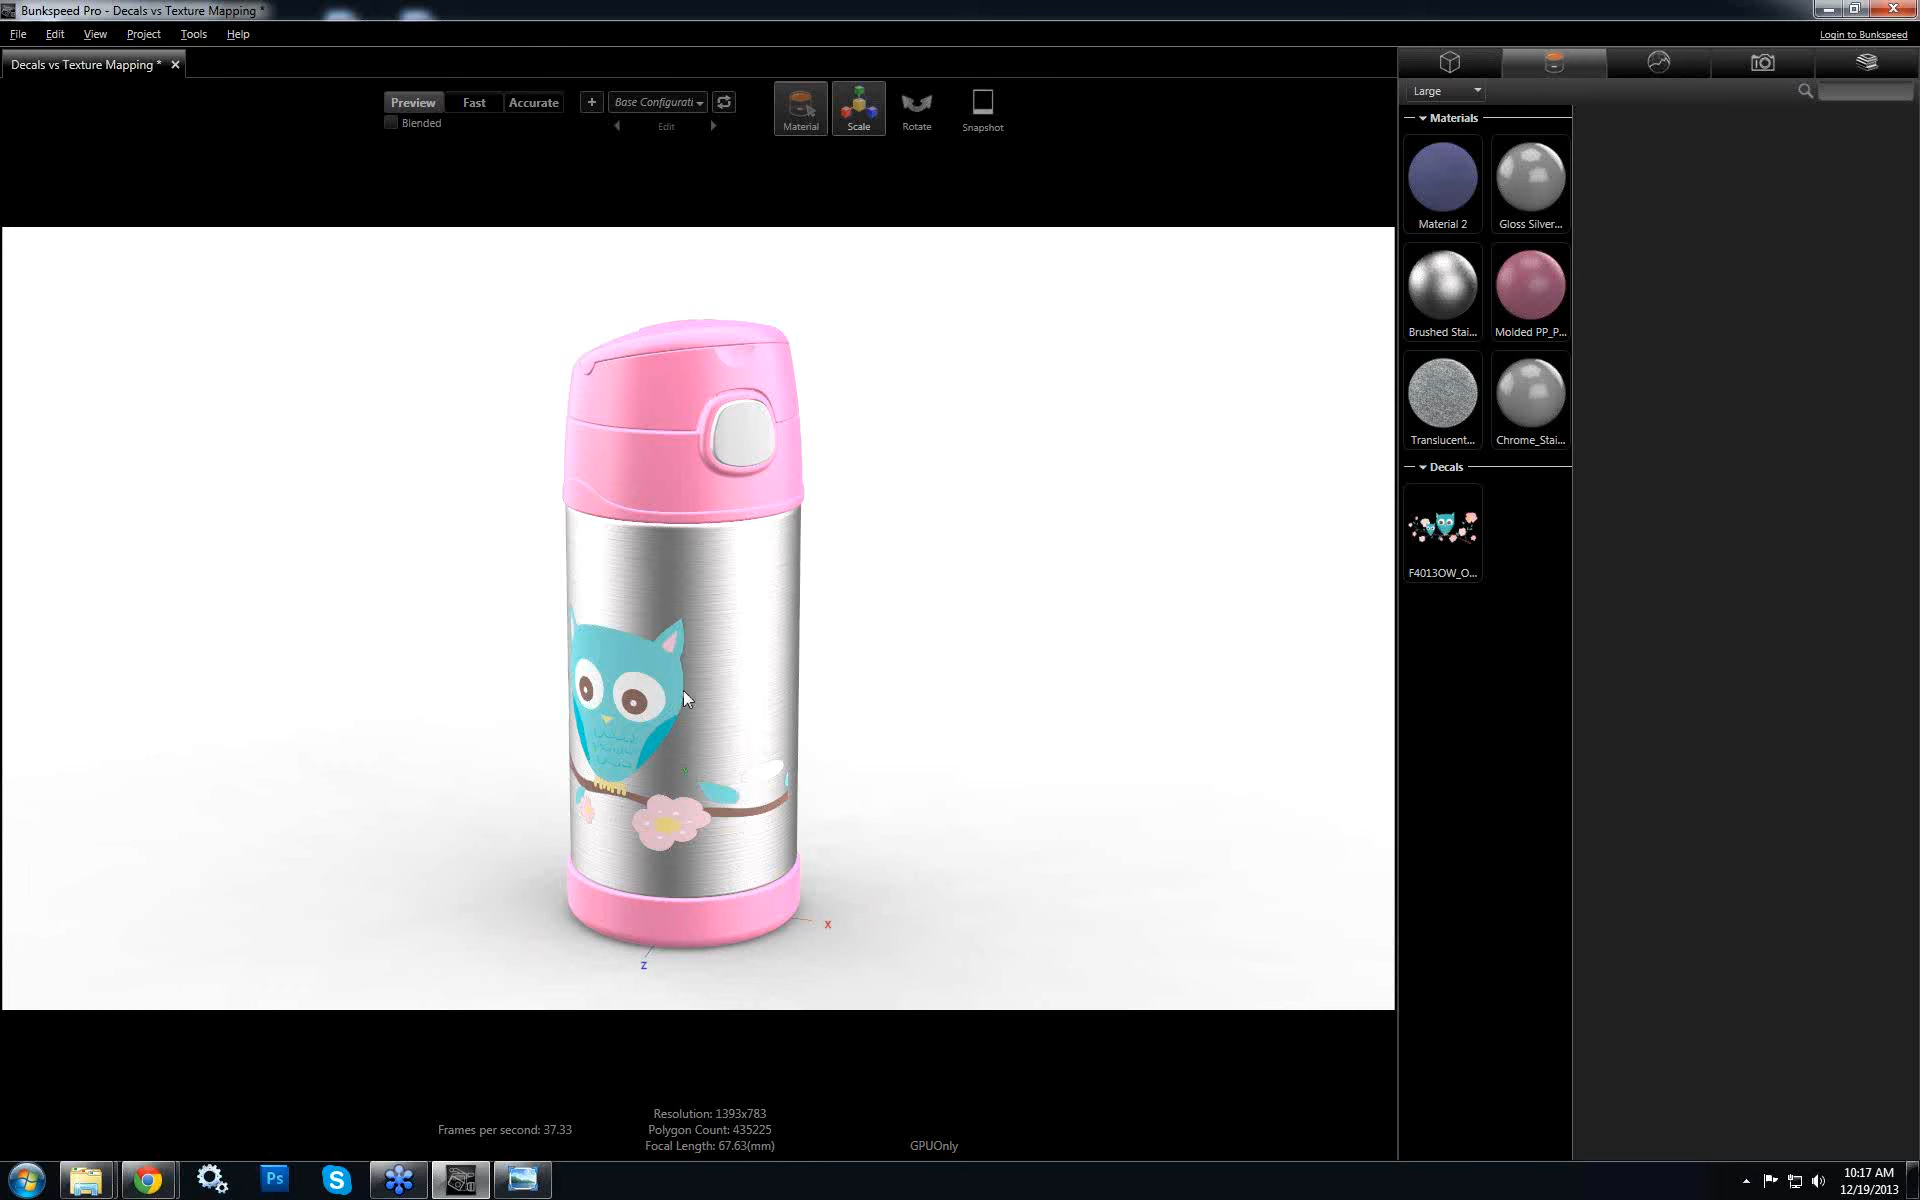 Bunkspeed Pro - Decals vs Texture Mapping *
File Edit View Project Tools Help
Login to Bunkspeed
Decals vs Texture Mapping *
Preview Fast Accurate
Blended
Base Configurati
Edit
Material Scale Rotate Snapshot
Large
Materials
Material 2 Gloss Silver...
Brushed Stai... Molded PP_P...
Translucent... Chrome_Stai...
Decals
F4013OW_O...
X
Z
Frames per second: 37.33
Resolution: 1393x783
Polygon Count: 435225
Focal Length: 67.63(mm)
GPUOnly
Ps
10:17 AM
12/19/2013